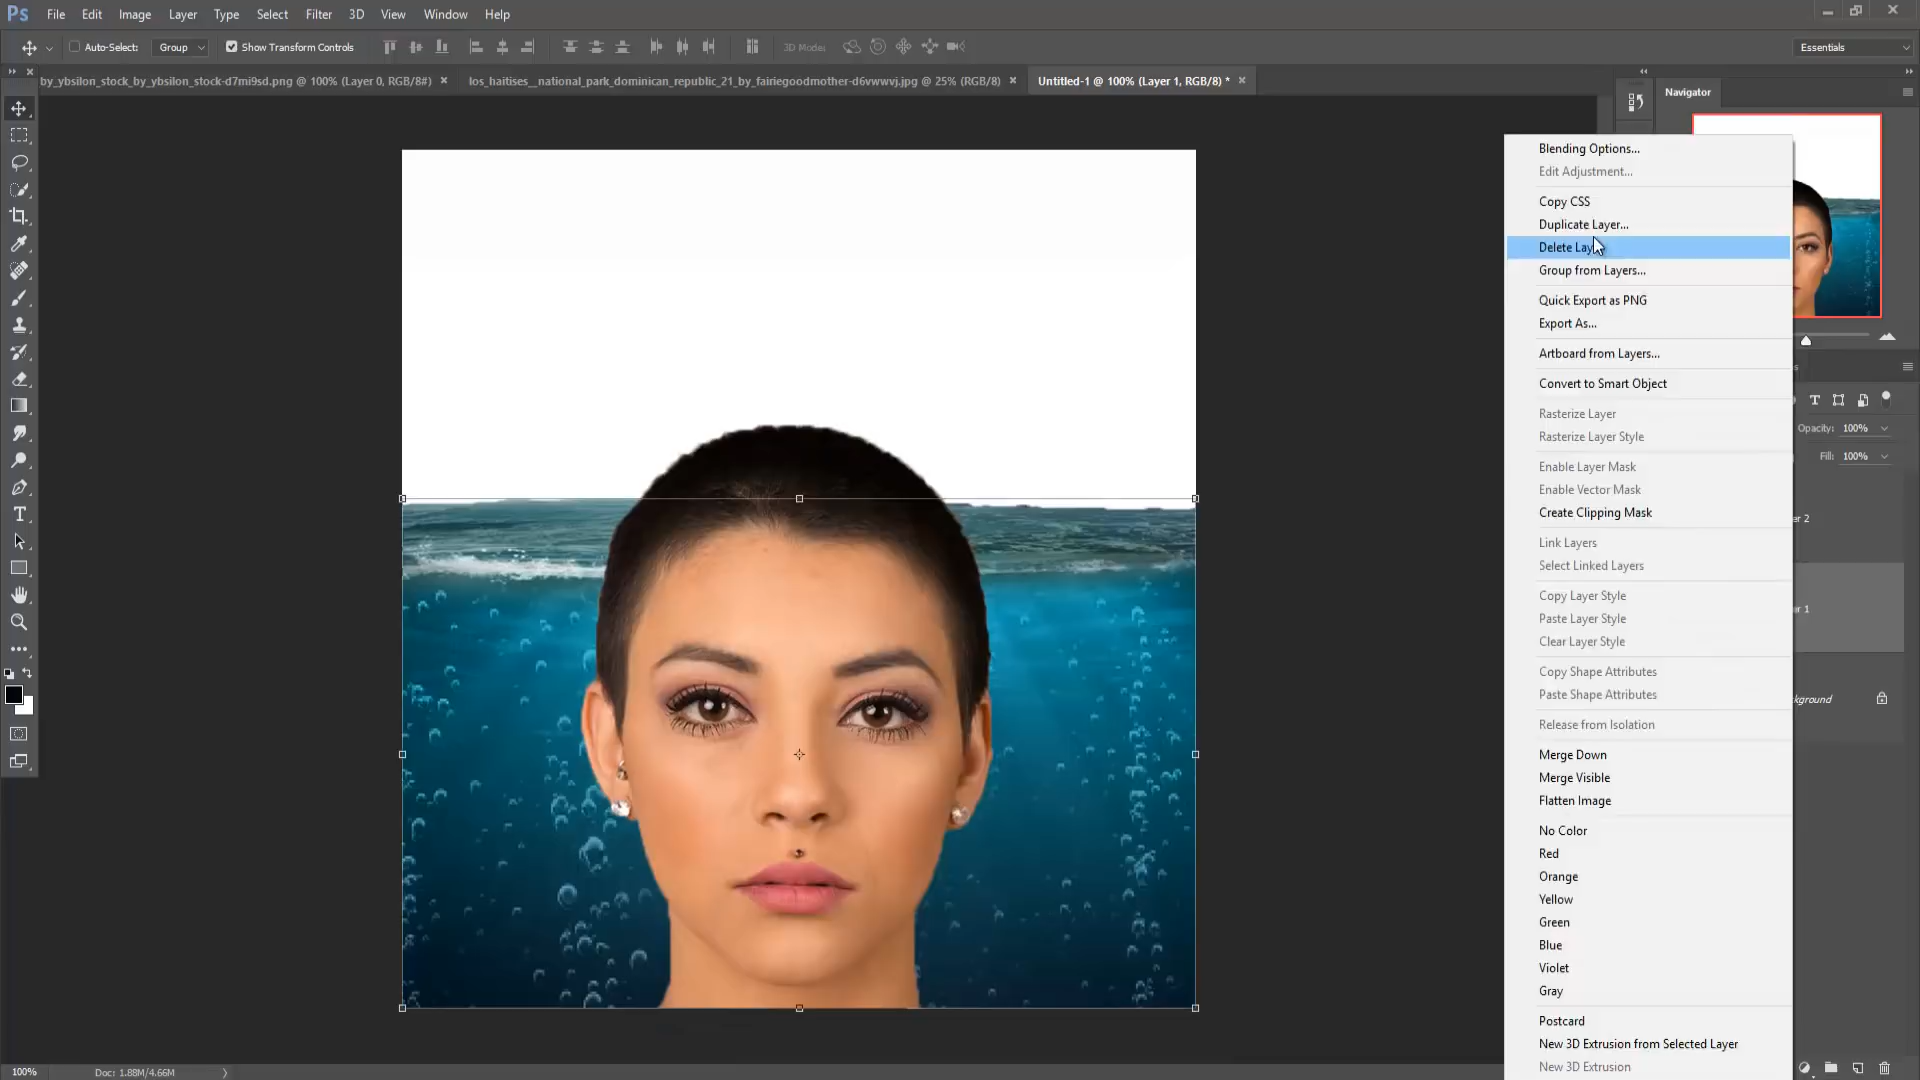 Ps File Edit Image Layer Type Select Filter 3D View Window Help
Auto-Select: Group Show Transform Controls 3D Mode: Essentials
by_ybsilon_stock_by_ybsilon_stock-d7mi9sd.png @ 100% (Layer 0, RGB/8#) × los_haitises__national_park_dominican_republic_21_by_fairiegoodmother-d6vwwvj.jpg @ 25% (RGB/8) × Untitled-1 @ 100% (Layer 1, RGB/8) * ×
Navigator
Blending Options...
Edit Adjustment...
Copy CSS
Duplicate Layer...
Delete Lay
Group from Layers...
Quick Export as PNG
Export As...
Artboard from Layers...
Convert to Smart Object
Rasterize Layer
Rasterize Layer Style
Enable Layer Mask
Enable Vector Mask
Create Clipping Mask
Link Layers
Select Linked Layers
Copy Layer Style
Paste Layer Style
Clear Layer Style
Copy Shape Attributes
Paste Shape Attributes
Release from Isolation
Merge Down
Merge Visible
Flatten Image
No Color
Red
Orange
Yellow
Green
Blue
Violet
Gray
Postcard
New 3D Extrusion from Selected Layer
New 3D Extrusion
Opacity: 100%
Fill: 100%
er 2
er 1
kground
100% Doc: 1.88M/4.66M